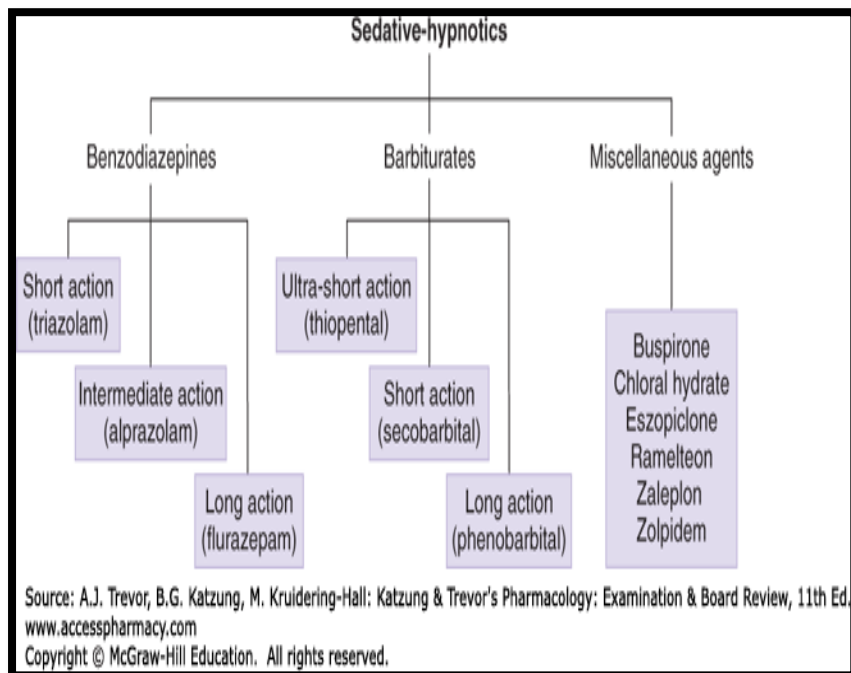 Sedative-hypnotics
Benzodiazepines
Barbiturates
Miscellaneous agents
Short action
(triazolam)
Intermediate action
(alprazolam)
Long action
(flurazepam)
Ultra-short action
(thiopental)
Short action
(secobarbital)
Long action
(phenobarbital)
Buspirone
Chloral hydrate
Eszopiclone
Ramelteon
Zaleplon
Zolpidem
Source: A.J. Trevor, B.G. Katzung, M. Kruidering-Hall: Katzung & Trevor's Pharmacology: Examination & Board Review, 11th Ed.
www.accesspharmacy.com
Copyright © McGraw-Hill Education. All rights reserved.